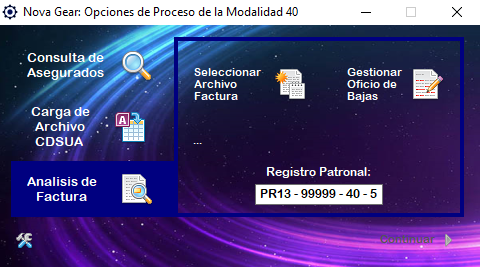 Nova Gear: Opciones de Proceso de la Modalidad 40
Consulta de
Asegurados
Carga de
Archivo
CDSUA
Analisis de
Factura
Seleccionar
Archivo
Factura
Gestionar
Oficio de
Bajas
...
Registro Patronal:
PR13 - 99999 - 40 - 5
Continuar